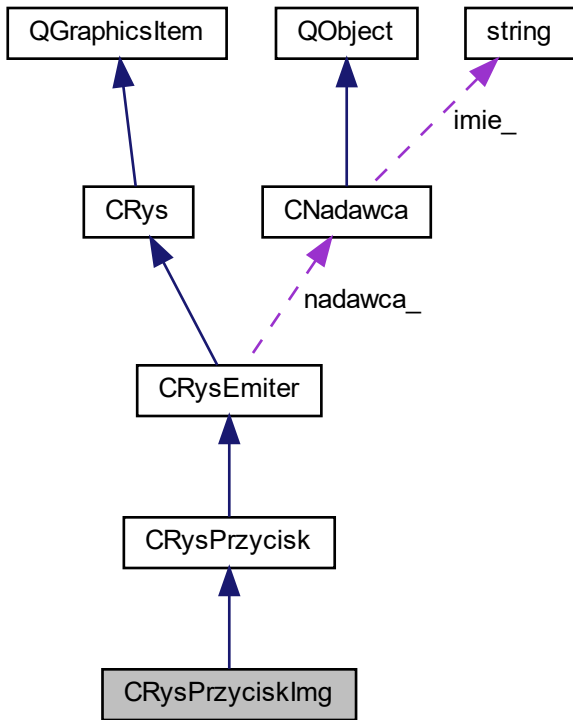 QGraphicsItem
QObject
string
imie_
CRys
CNadawca
nadawca_
CRysEmiter
CRysPrzycisk
CRysPrzyciskImg